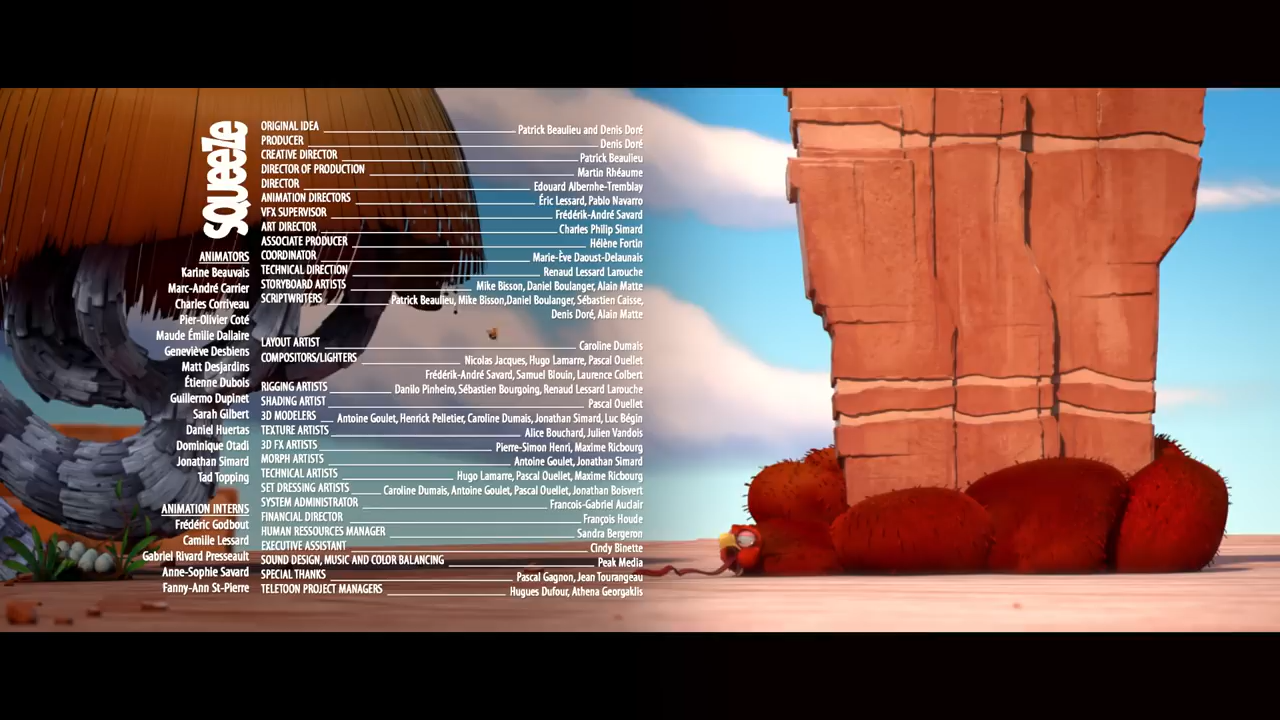 squeeze
ANIMATORS
Karine Beauvais
Marc-André Carrier
Charles Corriveau
Pier-Olivier Coté
Maude Émilie Dallaire
Geneviève Desbiens
Matt Desjardins
Étienne Dubois
Guillermo Dupinet
Sarah Gilbert
Daniel Huertas
Dominique Otadi
Jonathan Simard
Tad Topping
ANIMATION INTERNS
Frédéric Godbout
Camille Lessard
Gabriel Rivard Presseault
Anne-Sophie Savard
Fanny-Ann St-Pierre
ORIGINAL IDEA Patrick Beaulieu and Denis Doré
PRODUCER Denis Doré
CREATIVE DIRECTOR Patrick Beaulieu
DIRECTOR OF PRODUCTION Martin Rhéaume
DIRECTOR Edouard Albernhe-Tremblay
ANIMATION DIRECTORS Éric Lessard, Pablo Navarro
VFX SUPERVISOR Frédérik-André Savard
ART DIRECTOR Charles Philip Simard
ASSOCIATE PRODUCER Hélène Fortin
COORDINATOR Marie-Ève Daoust-Delaunais
TECHNICAL DIRECTION Renaud Lessard Larouche
STORYBOARD ARTISTS Mike Bisson, Daniel Boulanger, Alain Matte
SCRIPTWRITERS Patrick Beaulieu, Mike Bisson,Daniel Boulanger, Sébastien Caisse,
Denis Doré, Alain Matte
LAYOUT ARTIST Caroline Dumais
COMPOSITORS/LIGHTERS Nicolas Jacques, Hugo Lamarre, Pascal Ouellet
Frédérik-André Savard, Samuel Blouin, Laurence Colbert
RIGGING ARTISTS Danilo Pinheiro, Sébastien Bourgoing, Renaud Lessard Larouche
SHADING ARTIST Pascal Ouellet
3D MODELERS Antoine Goulet, Henrick Pelletier, Caroline Dumais, Jonathan Simard, Luc Bégin
TEXTURE ARTISTS Alice Bouchard, Julien Vandois
3D FX ARTISTS Pierre-Simon Henri, Maxime Ricbourg
MORPH ARTISTS Antoine Goulet, Jonathan Simard
TECHNICAL ARTISTS Hugo Lamarre, Pascal Ouellet, Maxime Ricbourg
SET DRESSING ARTISTS Caroline Dumais, Antoine Goulet, Pascal Ouellet, Jonathan Boisvert
SYSTEM ADMINISTRATOR Francois-Gabriel Auclair
FINANCIAL DIRECTOR François Houde
HUMAN RESSOURCES MANAGER Sandra Bergeron
EXECUTIVE ASSISTANT Cindy Binette
SOUND DESIGN, MUSIC AND COLOR BALANCING Peak Media
SPECIAL THANKS Pascal Gagnon, Jean Tourangeau
TELETOON PROJECT MANAGERS Hugues Dufour, Athena Georgaklis